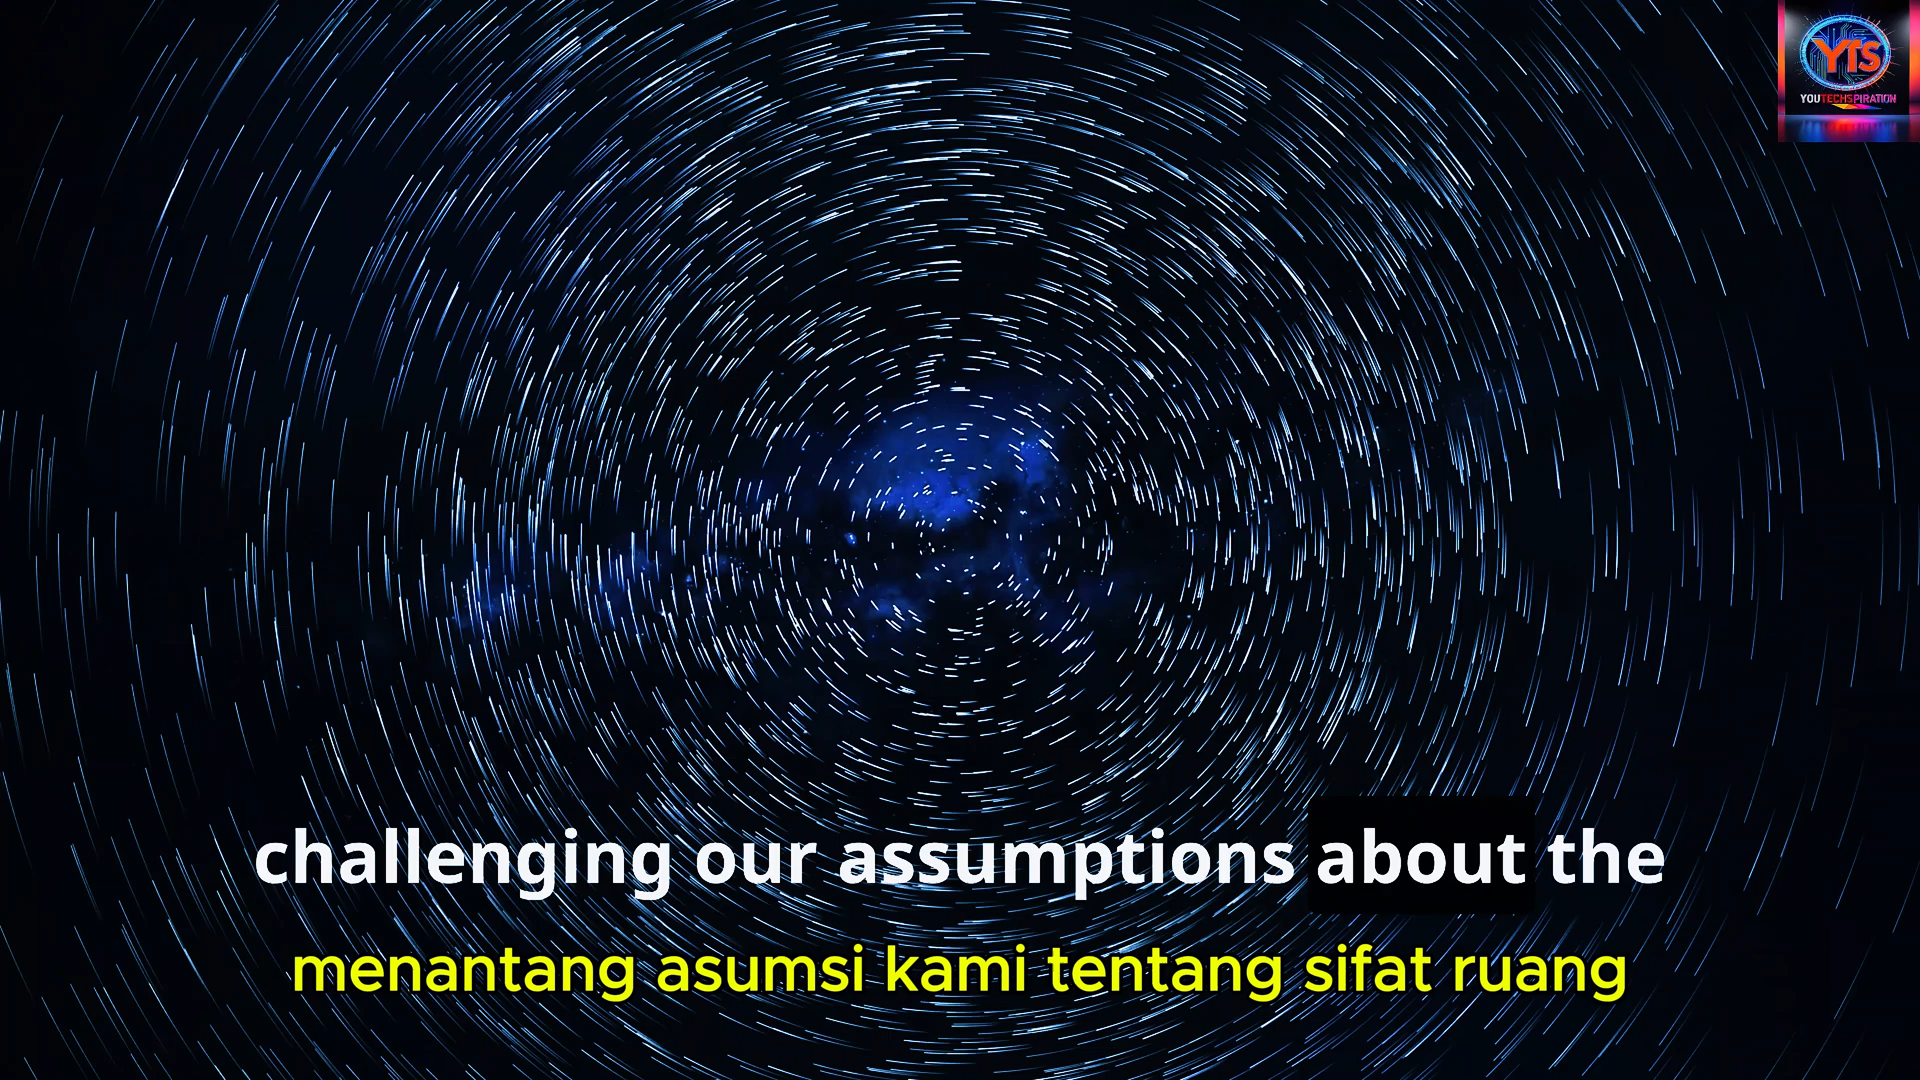 YTS
YOUTECHSPIRATION
challenging our assumptions about the
menantang asumsi kami tentang sifat ruang